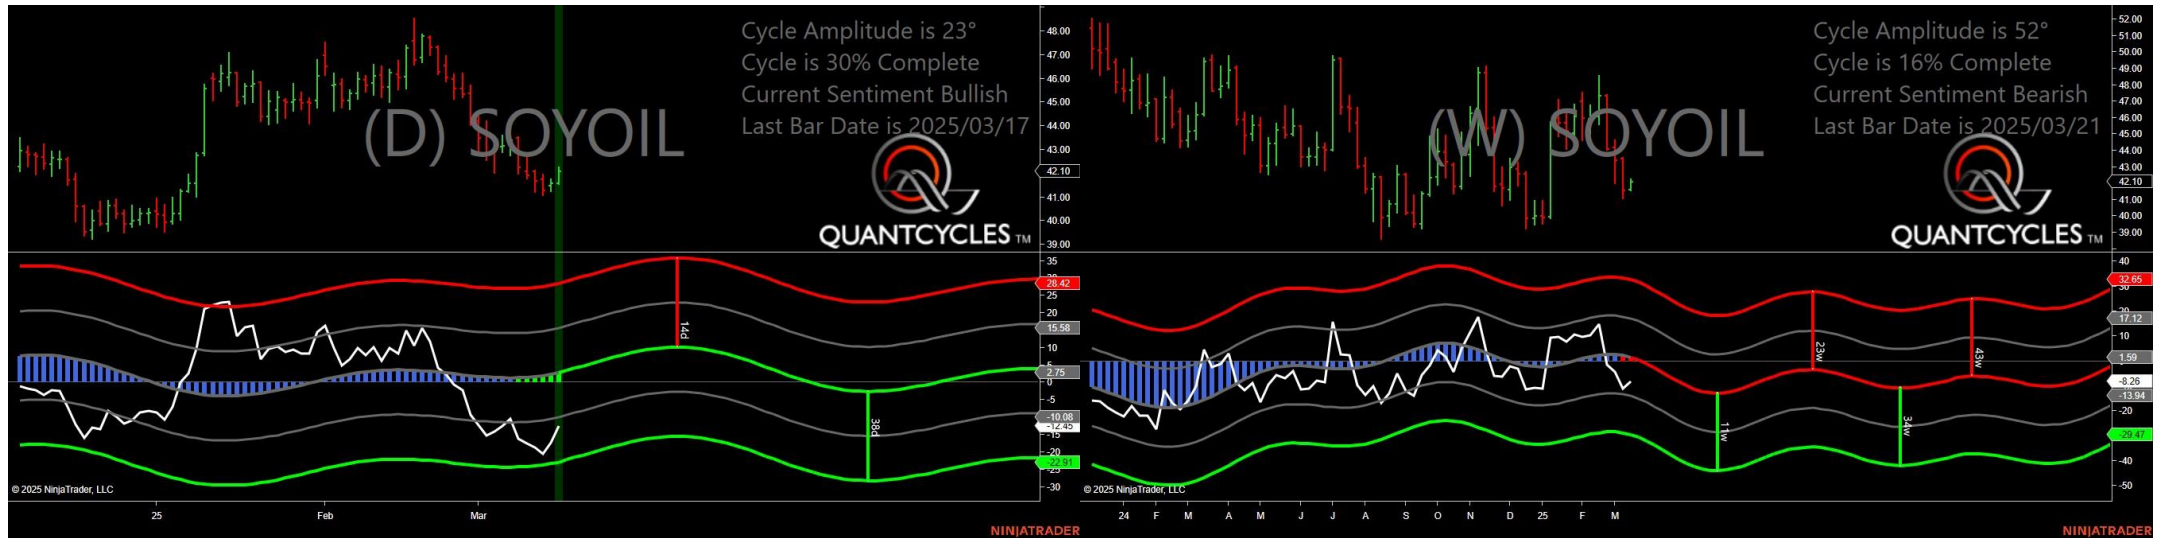 Cycle Amplitude is 23°
Cycle is 30% Complete
Current Sentiment Bullish
Last Bar Date is 2025/03/17
(D) SOYOIL
QUANTCYCLES TM
48.00
47.00
46.00
45.00
44.00
43.00
42.10
41.00
40.00
39.00
35
28.42
25
20
15.58
10
5
2.75
0
-5
-10.08
-12.45
-15
-20
-22.91
-30
14d
38d
© 2025 NinjaTrader, LLC
25
Feb
Mar
NINJATRADER
Cycle Amplitude is 52°
Cycle is 16% Complete
Current Sentiment Bearish
Last Bar Date is 2025/03/21
(W) SOYOIL
QUANTCYCLES TM
52.00
51.00
50.00
49.00
48.00
47.00
46.00
45.00
44.00
43.00
42.10
41.00
40.00
39.00
40
32.65
30
17.12
10
1.59
-8.26
-13.94
-20
-29.47
-40
-50
11w
23w
34w
43w
© 2025 NinjaTrader, LLC
24 F M A M J J A S O N D 25 F M
NINJATRADER